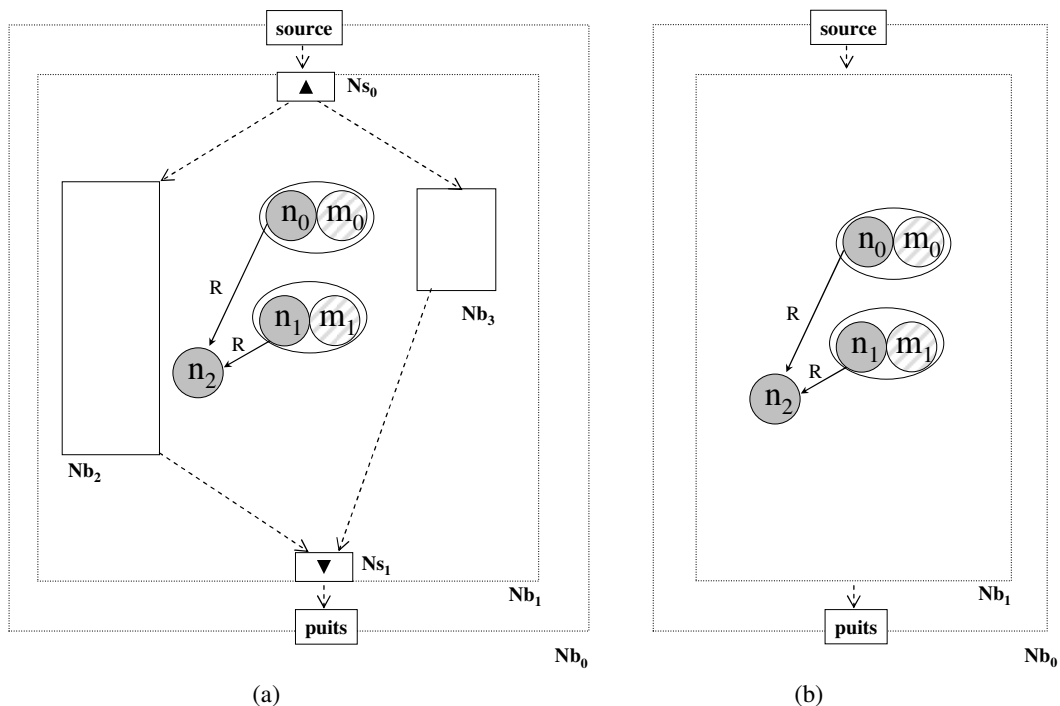 source
▲ Ns₀
n₀ m₀
R
n₁ m₁
R
n₂
Nb₃
Nb₂
▼ Ns₁
Nb₁
puits
Nb₀
(a)
source
n₀ m₀
R
n₁ m₁
R
n₂
Nb₁
puits
Nb₀
(b)